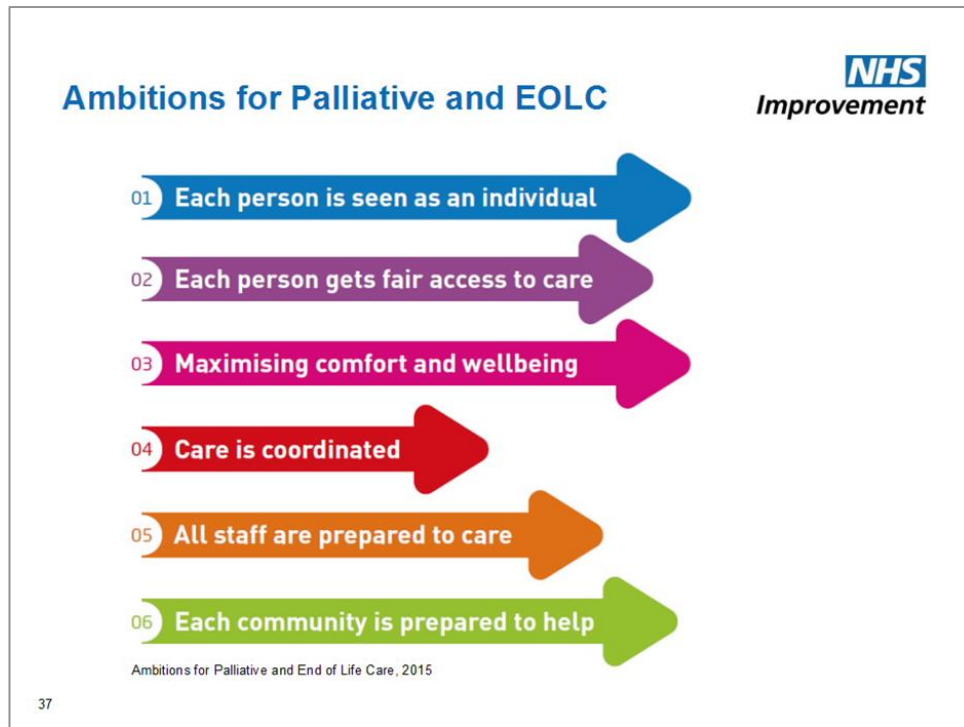 Ambitions for Palliative and EOLC
NHS
Improvement
01 Each person is seen as an individual
02 Each person gets fair access to care
03 Maximising comfort and wellbeing
04 Care is coordinated
05 All staff are prepared to care
06 Each community is prepared to help
Ambitions for Palliative and End of Life Care, 2015
37